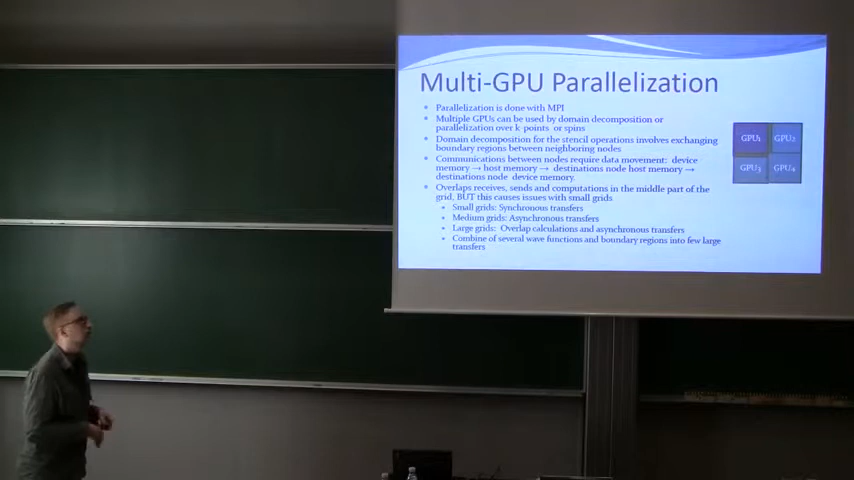 Multi-GPU Parallelization
Parallelization is done with MPI
Multiple GPUs can be used by domain decomposition or
parallelization over k-points or spins
Domain decomposition for the stencil operations involves exchanging
boundary regions between neighboring nodes
Communications between nodes require data movement: device
memory → host memory → destinations node host memory →
destinations node device memory.
Overlaps receives, sends and computations in the middle part of the
grid, BUT this causes issues with small grids
Small grids: Synchronous transfers
Medium grids: Asynchronous transfers
Large grids: Overlap calculations and asynchronous transfers
Combine of several wave functions and boundary regions into few large
transfers
GPU1 GPU2
GPU3 GPU4